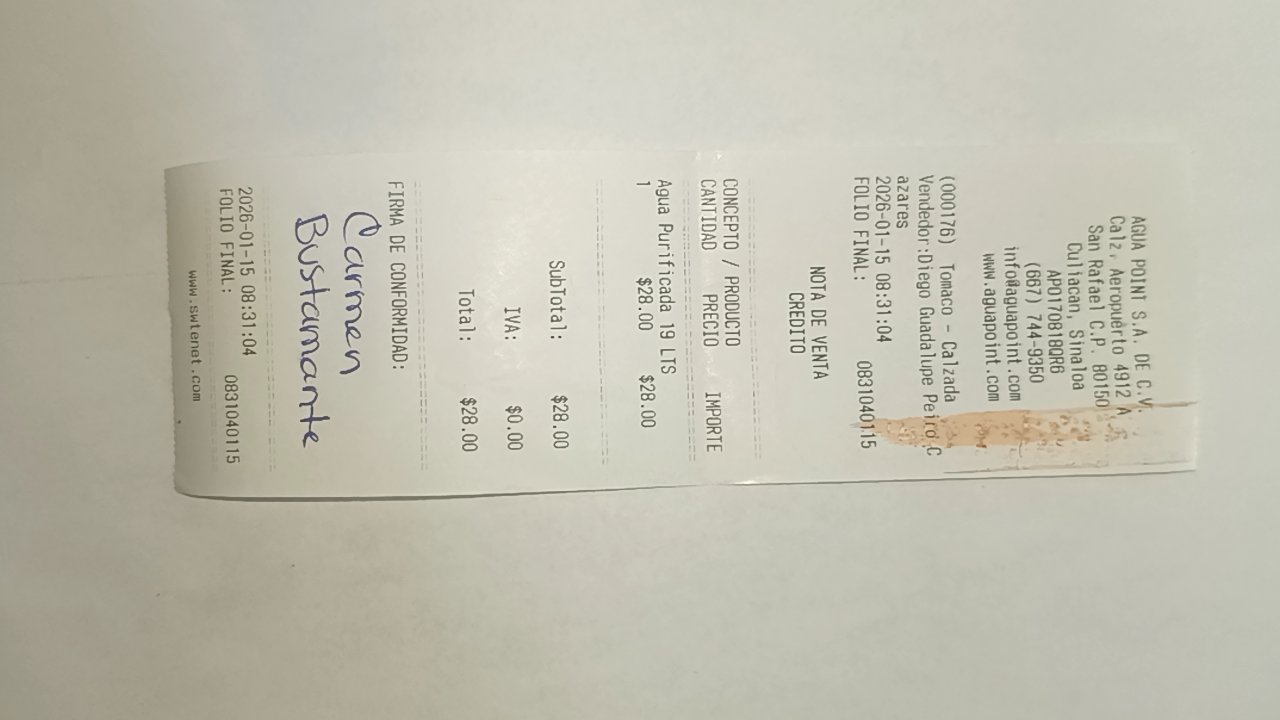 AGUA POINT S.A. DE C.V.
Calz. Aeropuerto 4912 A
San Rafael C.P. 80150
Culiacan, Sinaloa
APO170818QR6
(667) 744-9350
info@aguapoint.com
www.aguapoint.com
(000176) Tomaco - Calzada
Vendedor:Diego Guadalupe Peiro C
azares
2026-01-15 08:31:04
FOLIO FINAL: 0831040115
NOTA DE VENTA
CREDITO
CONCEPTO / PRODUCTO
CANTIDAD PRECIO IMPORTE
Agua Purificada 19 LTS
1 $28.00 $28.00
SubTotal: $28.00
IVA: $0.00
Total: $28.00
FIRMA DE CONFORMIDAD:
Carmen
Bustamante
2026-01-15 08:31:04
FOLIO FINAL: 0831040115
www.swtenet.com